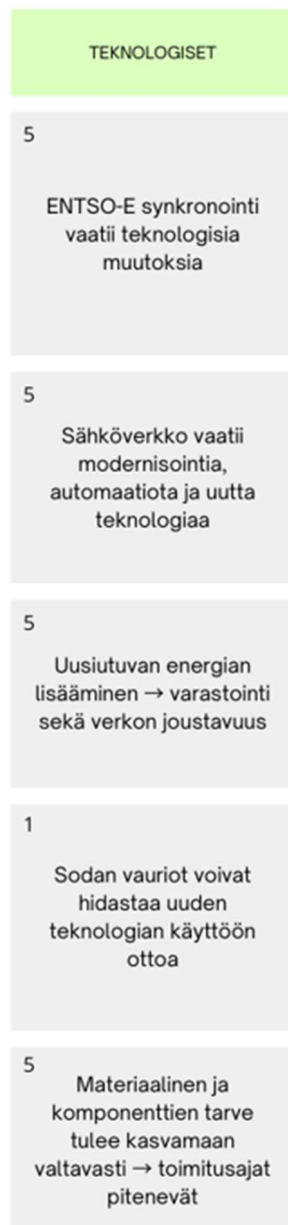 TEKNOLOGISET
5
ENTSO-E synkronointi
vaatii teknologisia
muutoksia
5
Sähköverkko vaatii
modernisointia,
automaatiota ja uutta
teknologiaa
5
Uusiutuvan energian
lisääminen → varastointi
sekä verkon joustavuus
1
Sodan vauriot voivat
hidastaa uuden
teknologian käyttöön
ottoa
5
Materiaalinen ja
komponenttien tarve
tulee kasvamaan
valtavasti → toimitusajat
pitenevät